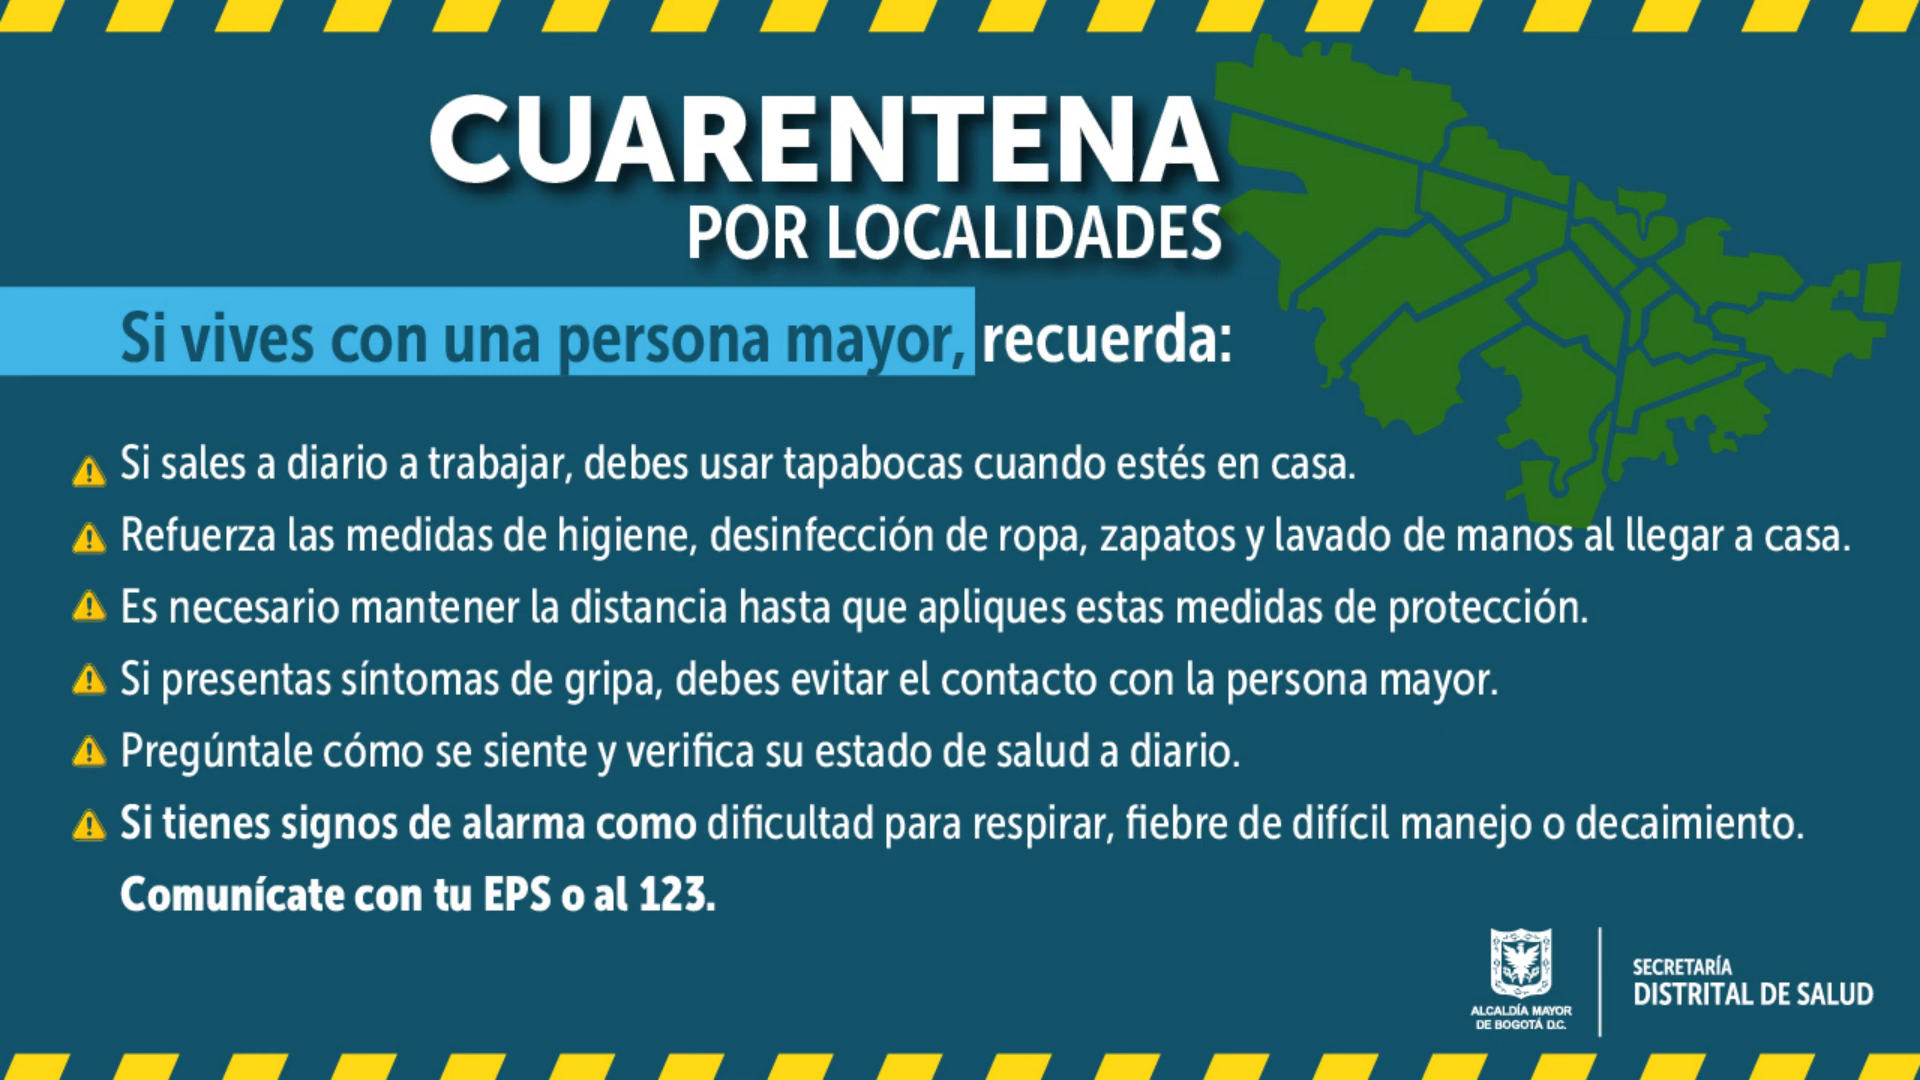 CUARENTENA
POR LOCALIDADES
Si vives con una persona mayor, recuerda:
Si sales a diario a trabajar, debes usar tapabocas cuando estés en casa.
Refuerza las medidas de higiene, desinfección de ropa, zapatos y lavado de manos al llegar a casa.
Es necesario mantener la distancia hasta que apliques estas medidas de protección.
Si presentas síntomas de gripa, debes evitar el contacto con la persona mayor.
Pregúntale cómo se siente y verifica su estado de salud a diario.
Si tienes signos de alarma como dificultad para respirar, fiebre de difícil manejo o decaimiento.
Comunícate con tu EPS o al 123.
ALCALDÍA MAYOR
DE BOGOTÁ D.C.
SECRETARÍA
DISTRITAL DE SALUD